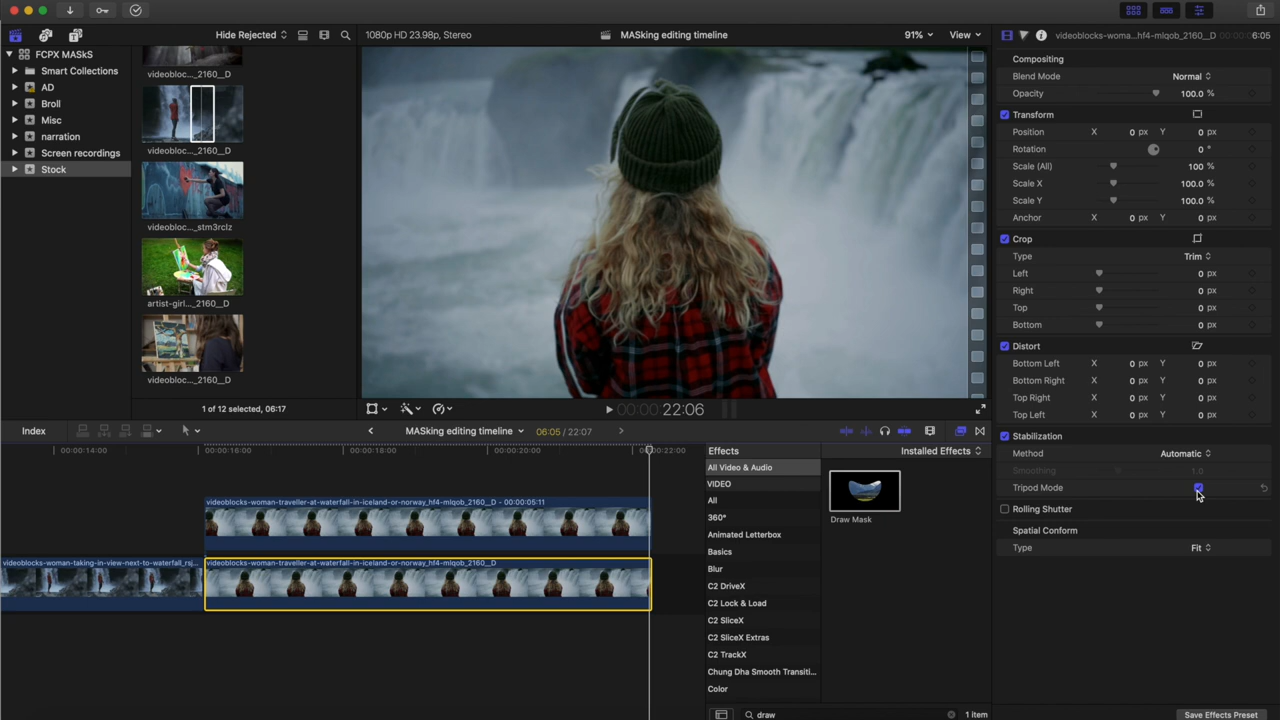 Hide Rejected
1080p HD 23.98p, Stereo
MASking editing timeline
91%
View
videoblocks-woma...hf4-mlqob_2160__D
6:05
FCPX MASkS
Smart Collections
AD
Broll
Misc
narration
Screen recordings
Stock
videobloc..._2160__D
videobloc..._2160__D
videobloc..._stm3rclz
artist-girl..._2160__D
videobloc..._2160__D
1 of 12 selected, 06:17
00:00:00:22:06
Compositing
Blend Mode
Normal
Opacity
100.0 %
Transform
Position
X 0 px Y 0 px
Rotation
0 °
Scale (All)
100 %
Scale X
100.0 %
Scale Y
100.0 %
Anchor
X 0 px Y 0 px
Crop
Type
Trim
Left
0 px
Right
0 px
Top
0 px
Bottom
0 px
Distort
Bottom Left
X 0 px Y 0 px
Bottom Right
X 0 px Y 0 px
Top Right
X 0 px Y 0 px
Top Left
X 0 px Y 0 px
Stabilization
Method
Automatic
Smoothing
1.0
Tripod Mode
Rolling Shutter
Spatial Conform
Type
Fit
Save Effects Preset
Index
MASking editing timeline
06:05 / 22:07
00:00:14:00
00:00:16:00
00:00:18:00
00:00:20:00
00:00:22:00
videoblocks-woman-traveller-at-waterfall-in-iceland-or-norway_hf4-mlqob_2160__D - 00:00:05:11
videoblocks-woman-taking-in-view-next-to-waterfall_rsj...
videoblocks-woman-traveller-at-waterfall-in-iceland-or-norway_hf4-mlqob_2160__D
Effects
Installed Effects
All Video & Audio
VIDEO
All
360°
Animated Letterbox
Basics
Blur
C2 DriveX
C2 Lock & Load
C2 SliceX
C2 SliceX Extras
C2 TrackX
Chung Dha Smooth Transiti...
Color
Draw Mask
draw
1 item